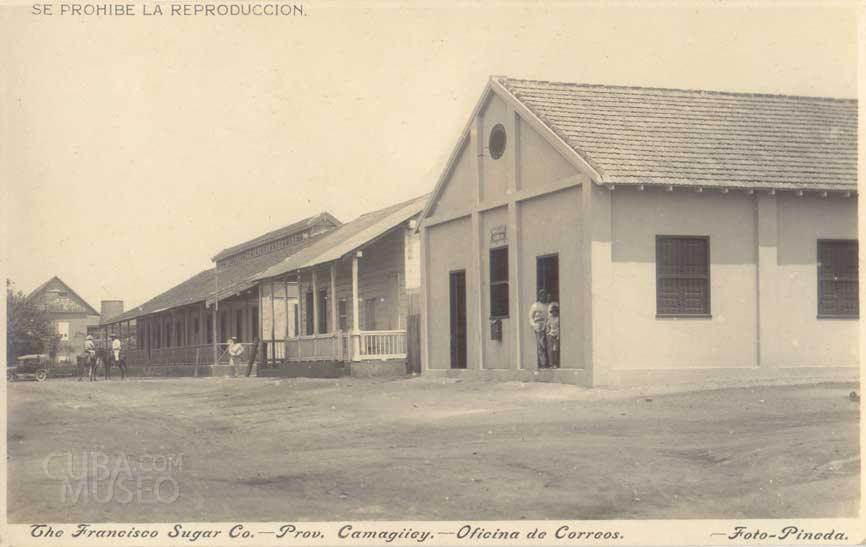 SE PROHIBE LA REPRODUCCION.
CUBA.COM
MUSEO
The Francisco Sugar Co.—Prov. Camagüey.—Oficina de Correos. —Foto-Pineda.